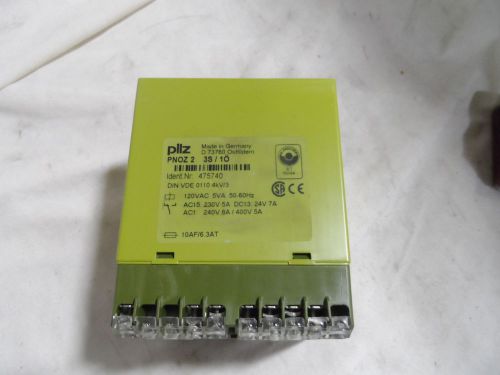 pilz
Made in Germany
D 73760 Ostfildern
PNOZ 2 3S / 1Ö
Ident.Nr. 475740
DIN VDE 0110 4kV/3
120VAC 5VA 50-60Hz
AC15 230V 5A DC13 24V 7A
AC1 240V 8A / 400V 5A
10AF/6.3AT